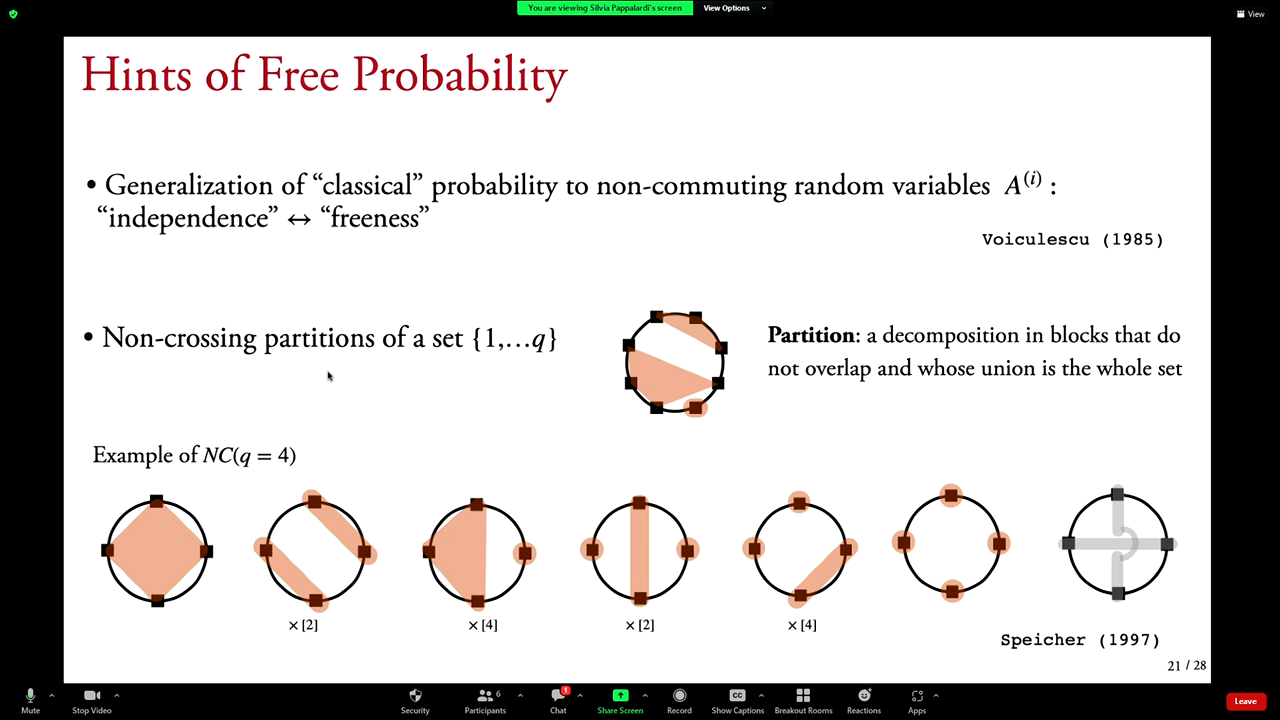 You are viewing Silvia Pappalardi's screen
View Options
View
Hints of Free Probability
• Generalization of “classical” probability to non-commuting random variables A^(i) :
“independence” ↔ “freeness”
Voiculescu (1985)
• Non-crossing partitions of a set {1,…q}
Partition: a decomposition in blocks that do
not overlap and whose union is the whole set
Example of NC(q = 4)
× [2]
× [4]
× [2]
× [4]
Speicher (1997)
21 / 28
Mute
Stop Video
Security
Participants
6
Chat
1
Share Screen
Record
CC
Show Captions
Breakout Rooms
Reactions
Apps
Leave